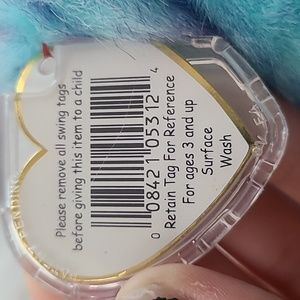 Please remove all swing tags
before giving this item to a child
0 08421 05312 4
Retain Tag For Reference
For ages 3 and up
Surface
Wash